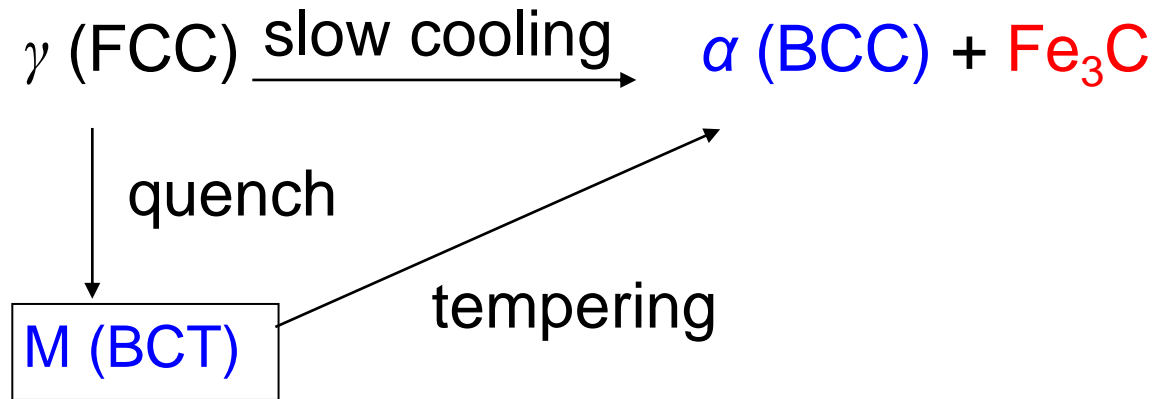 γ (FCC) slow cooling α (BCC) + Fe₃C
quench
tempering
M (BCT)